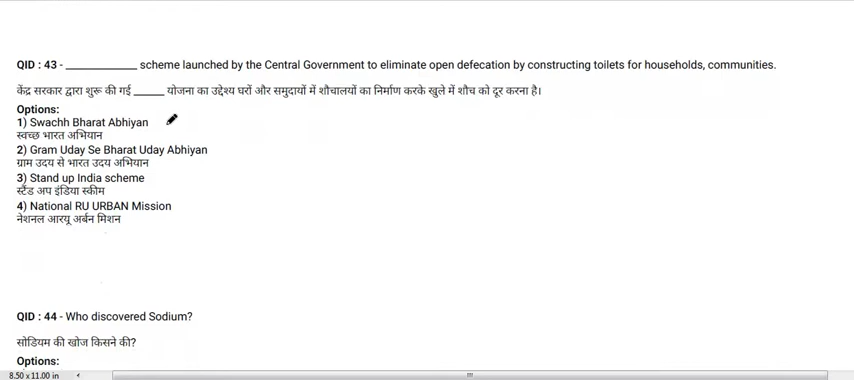 QID : 43 - ____________ scheme launched by the Central Government to eliminate open defecation by constructing toilets for households, communities.
केंद्र सरकार द्वारा शुरू की गई ______ योजना का उद्देश्य घरों और समुदायों में शौचालयों का निर्माण करके खुले में शौच को दूर करना है।
Options:
1) Swachh Bharat Abhiyan
स्वच्छ भारत अभियान
2) Gram Uday Se Bharat Uday Abhiyan
ग्राम उदय से भारत उदय अभियान
3) Stand up India scheme
स्टैंड अप इंडिया स्कीम
4) National RU URBAN Mission
नेशनल आरयू अर्बन मिशन
QID : 44 - Who discovered Sodium?
सोडियम की खोज किसने की?
Options:
8.50 x 11.00 in